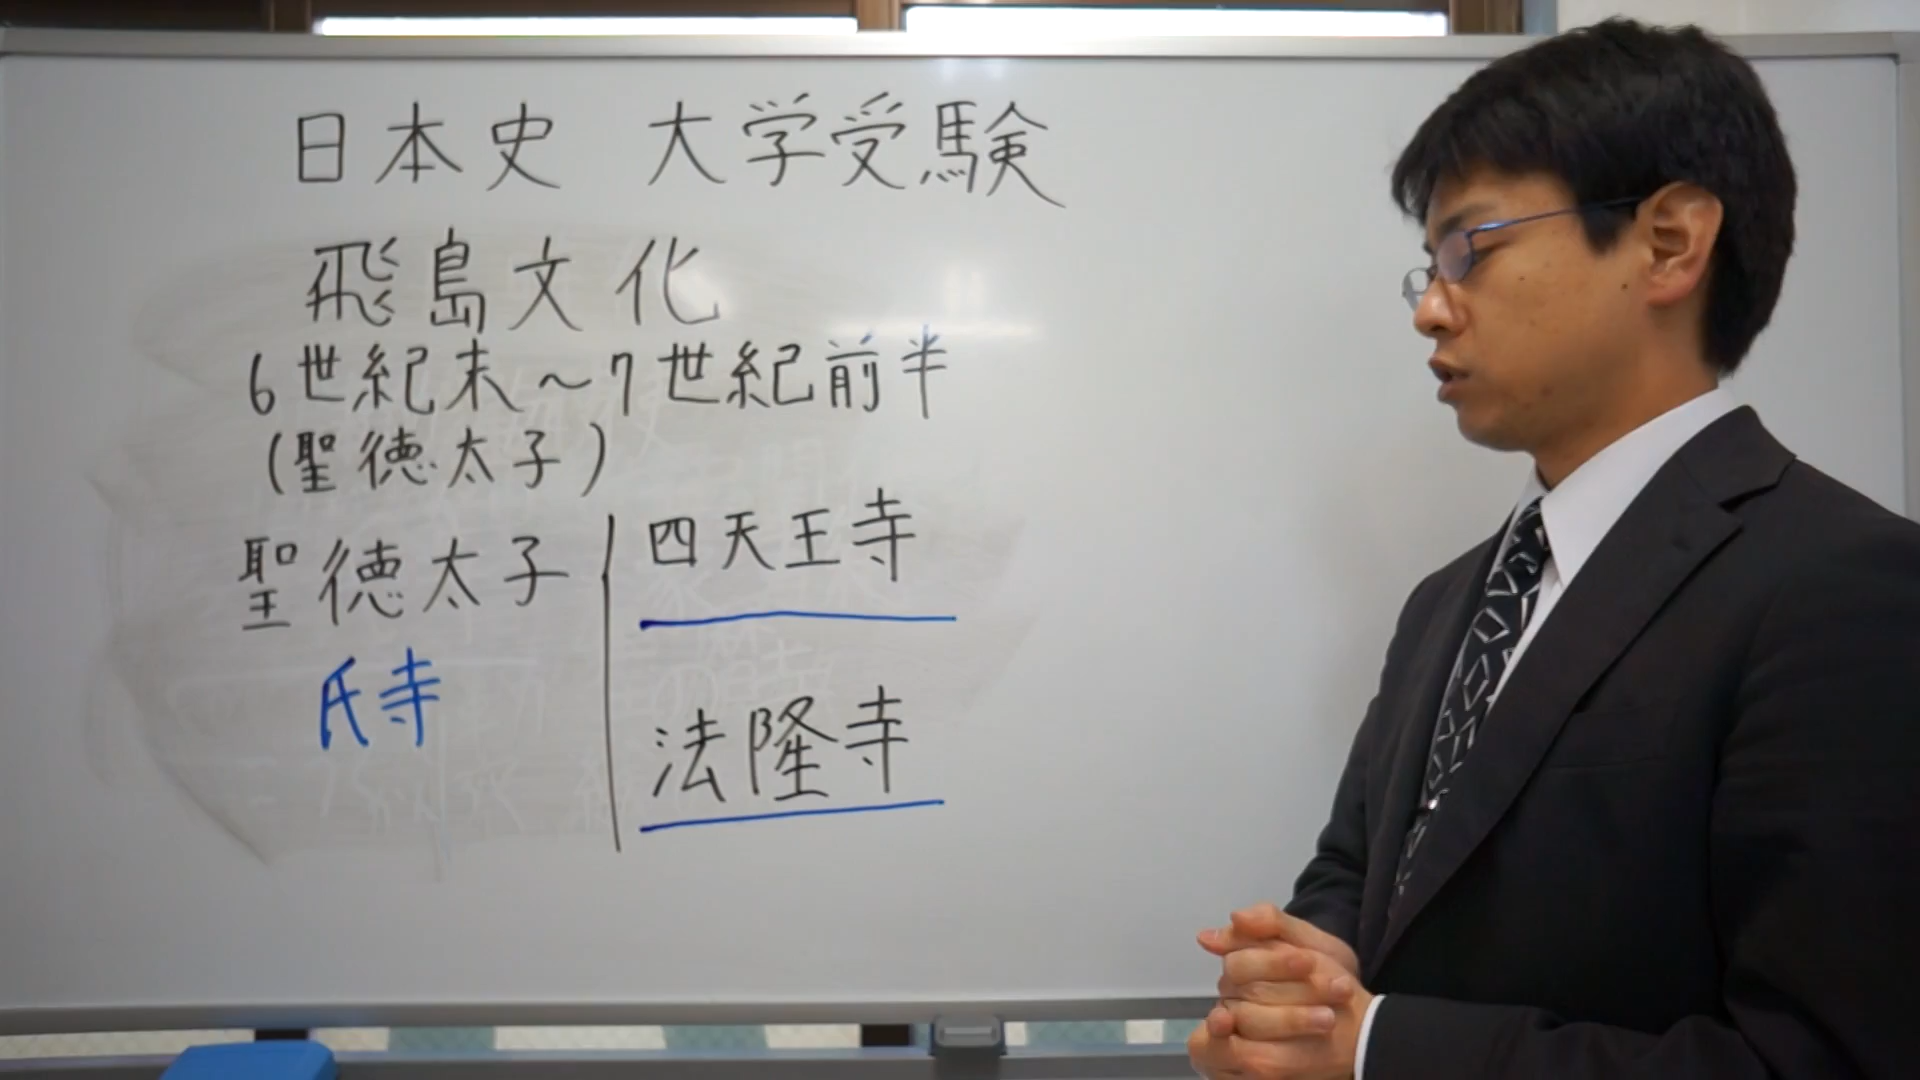 日本史 大学受験
飛島文化
6世紀末～7世紀前半
(聖徳太子)
聖徳太子
氏寺
四天王寺
法隆寺